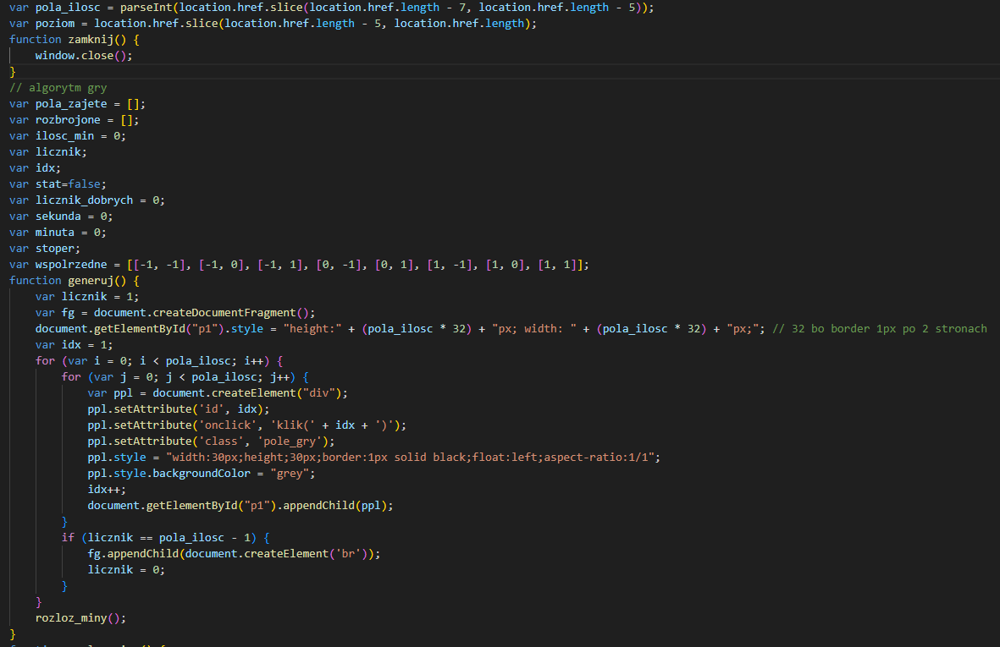 var pola_ilosc = parseInt(location.href.slice(location.href.length - 7, location.href.length - 5));
var poziom = location.href.slice(location.href.length - 5, location.href.length);
function zamknij() {
    window.close();
}
// algorytm gry
var pola_zajete = [];
var rozbrojone = [];
var ilosc_min = 0;
var licznik;
var idx;
var stat=false;
var licznik_dobrych = 0;
var sekunda = 0;
var minuta = 0;
var stoper;
var wspolrzedne = [[-1, -1], [-1, 0], [-1, 1], [0, -1], [0, 1], [1, -1], [1, 0], [1, 1]];
function generuj() {
    var licznik = 1;
    var fg = document.createDocumentFragment();
    document.getElementById("p1").style = "height:" + (pola_ilosc * 32) + "px; width: " + (pola_ilosc * 32) + "px;"; // 32 bo border 1px po 2 stronach
    var idx = 1;
    for (var i = 0; i < pola_ilosc; i++) {
        for (var j = 0; j < pola_ilosc; j++) {
            var ppl = document.createElement("div");
            ppl.setAttribute('id', idx);
            ppl.setAttribute('onclick', 'klik(' + idx + ')');
            ppl.setAttribute('class', 'pole_gry');
            ppl.style = "width:30px;height;30px;border:1px solid black;float:left;aspect-ratio:1/1";
            ppl.style.backgroundColor = "grey";
            idx++;
            document.getElementById("p1").appendChild(ppl);
        }
        if (licznik == pola_ilosc - 1) {
            fg.appendChild(document.createElement('br'));
            licznik = 0;
        }
    }
    rozloz_miny();
}